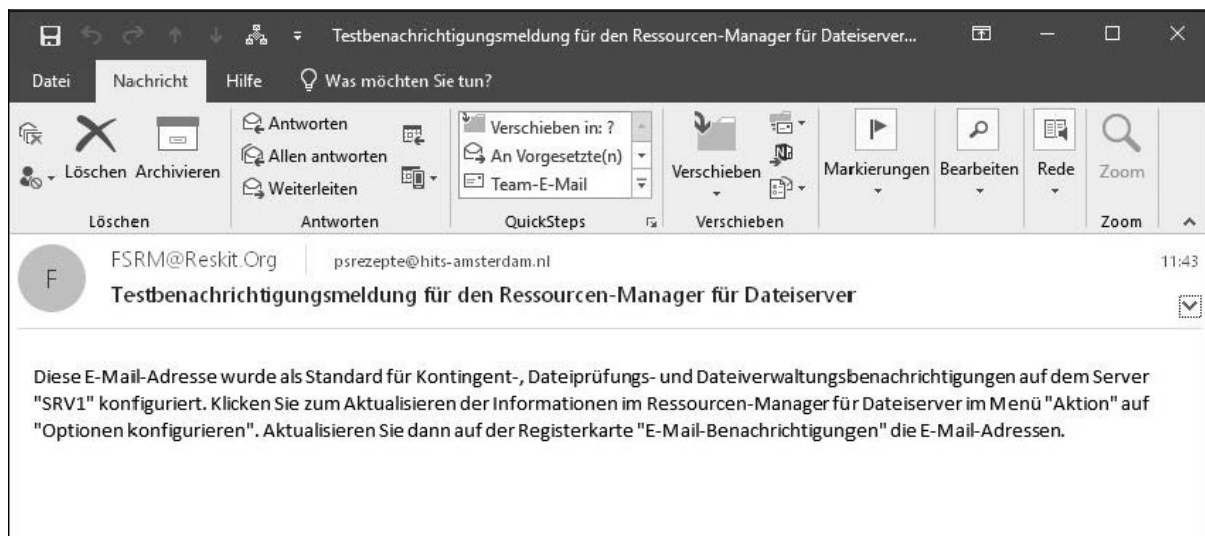 Testbenachrichtigungsmeldung für den Ressourcen-Manager für Dateiserver...
Datei Nachricht Hilfe Was möchten Sie tun?
Löschen Archivieren
Löschen
Antworten
Allen antworten
Weiterleiten
Antworten
Verschieben in: ?
An Vorgesetzte(n)
Team-E-Mail
QuickSteps
Verschieben
Verschieben
Markierungen
Bearbeiten
Rede
Zoom
Zoom
F
FSRM@Reskit.Org psrezepte@hits-amsterdam.nl 11:43
Testbenachrichtigungsmeldung für den Ressourcen-Manager für Dateiserver
Diese E-Mail-Adresse wurde als Standard für Kontingent-, Dateiprüfungs- und Dateiverwaltungsbenachrichtigungen auf dem Server
"SRV1" konfiguriert. Klicken Sie zum Aktualisieren der Informationen im Ressourcen-Manager für Dateiserver im Menü "Aktion" auf
"Optionen konfigurieren". Aktualisieren Sie dann auf der Registerkarte "E-Mail-Benachrichtigungen" die E-Mail-Adressen.